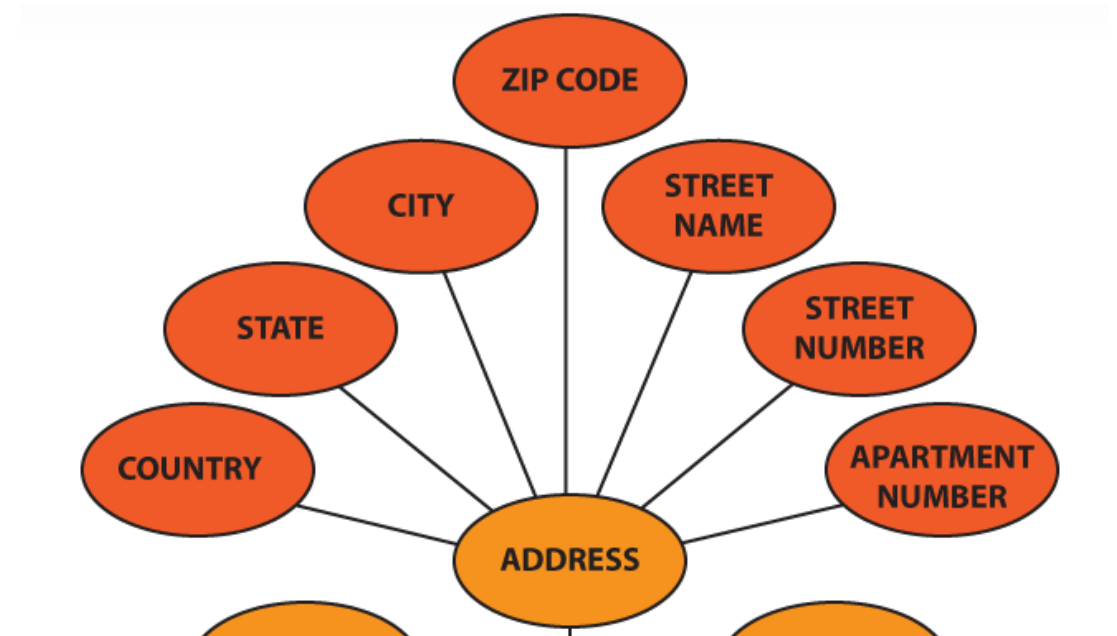 ZIP CODE
CITY
STREET
NAME
STATE
STREET
NUMBER
COUNTRY
APARTMENT
NUMBER
ADDRESS